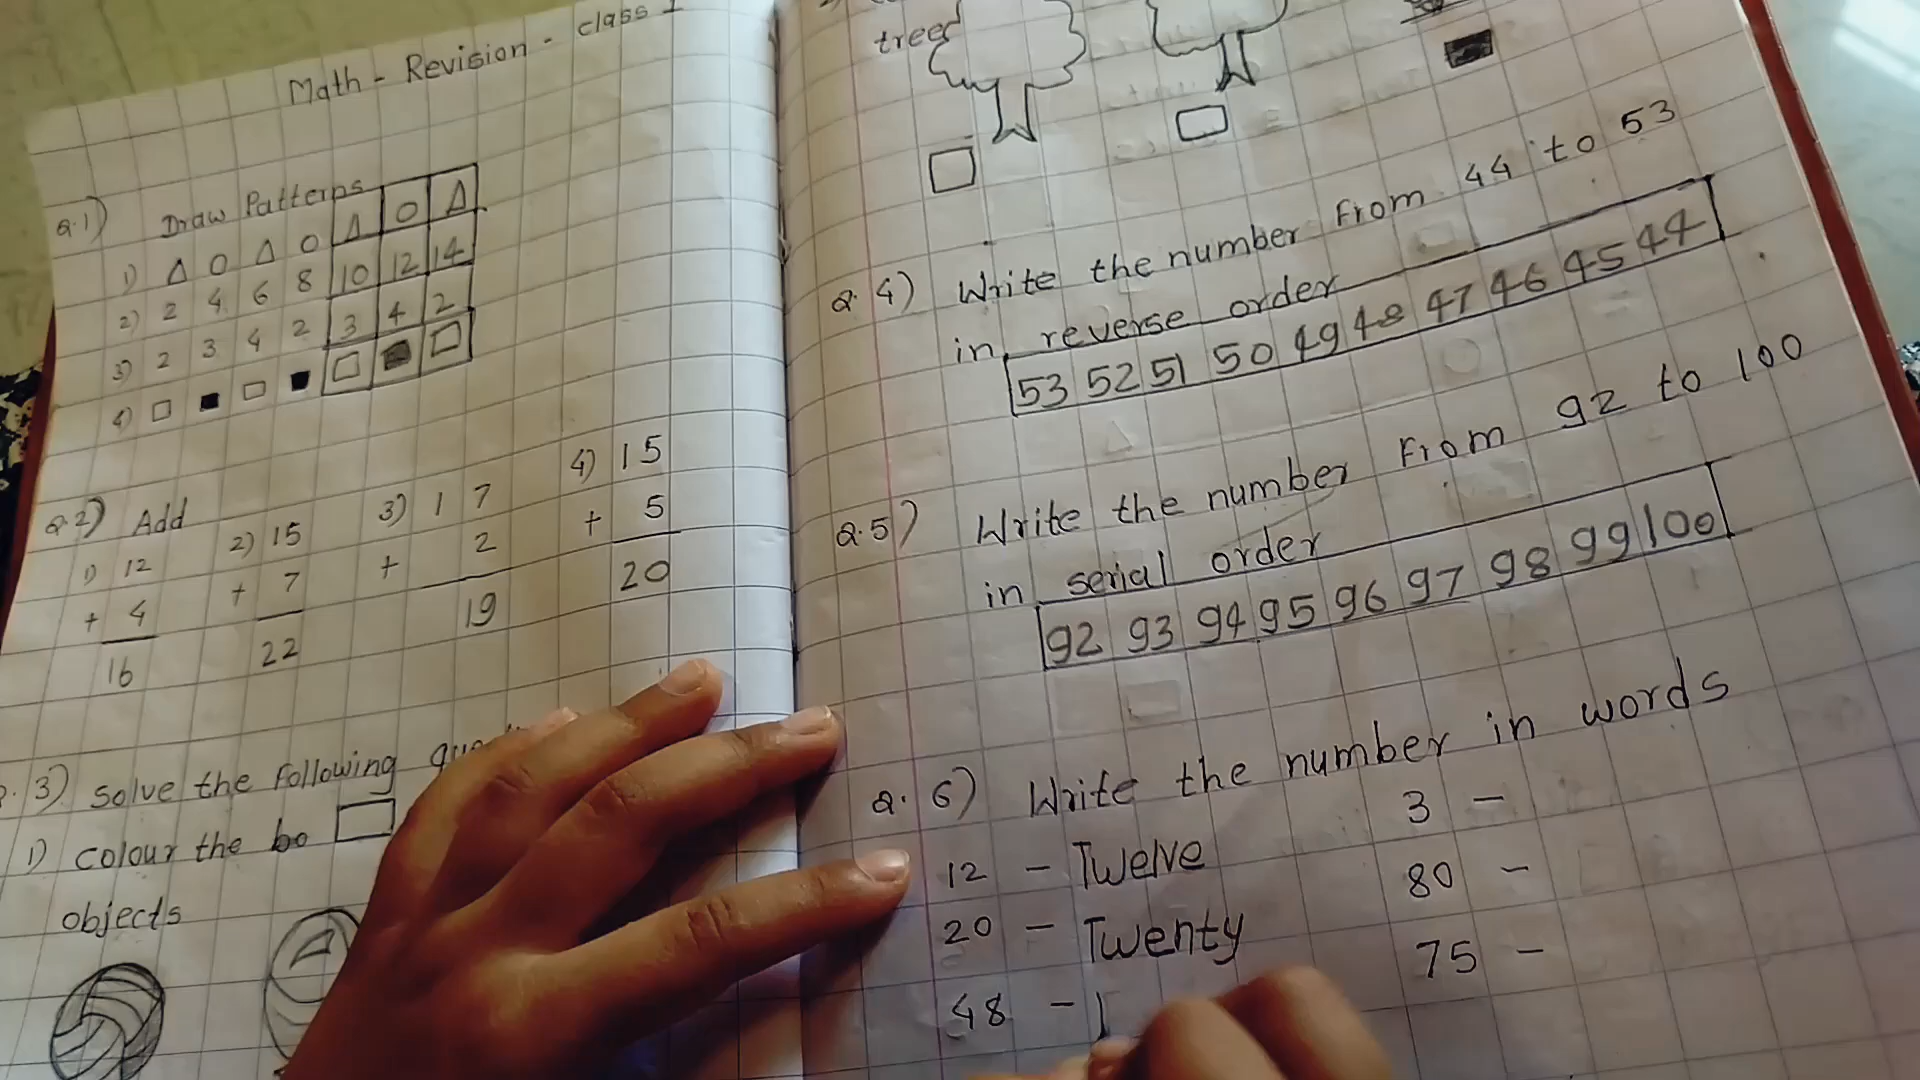 Math - Revision - class 1
Q.1) Draw Patterns
1) Δ O Δ O Δ O Δ
2) 2 4 6 8 10 12 14
3) 2 3 4 2 3 4 2
4) □ ■ □ ■ □ ■ □
Q.2) Add
1) 12
+ 4
16
2) 15
+ 7
22
3) 17
+ 2
19
4) 15
+ 5
20
Q.3) Solve the following
1) colour the bo
objects
tree
Q.4) Write the number From 44 to 53
in reverse order
53 52 51 50 49 48 47 46 45 44
Q.5) Write the number From 92 to 100
in serial order
92 93 94 95 96 97 98 99 100
Q.6) Write the number in words
12 - Twelve
20 - Twenty
48 -
3 -
80 -
75 -